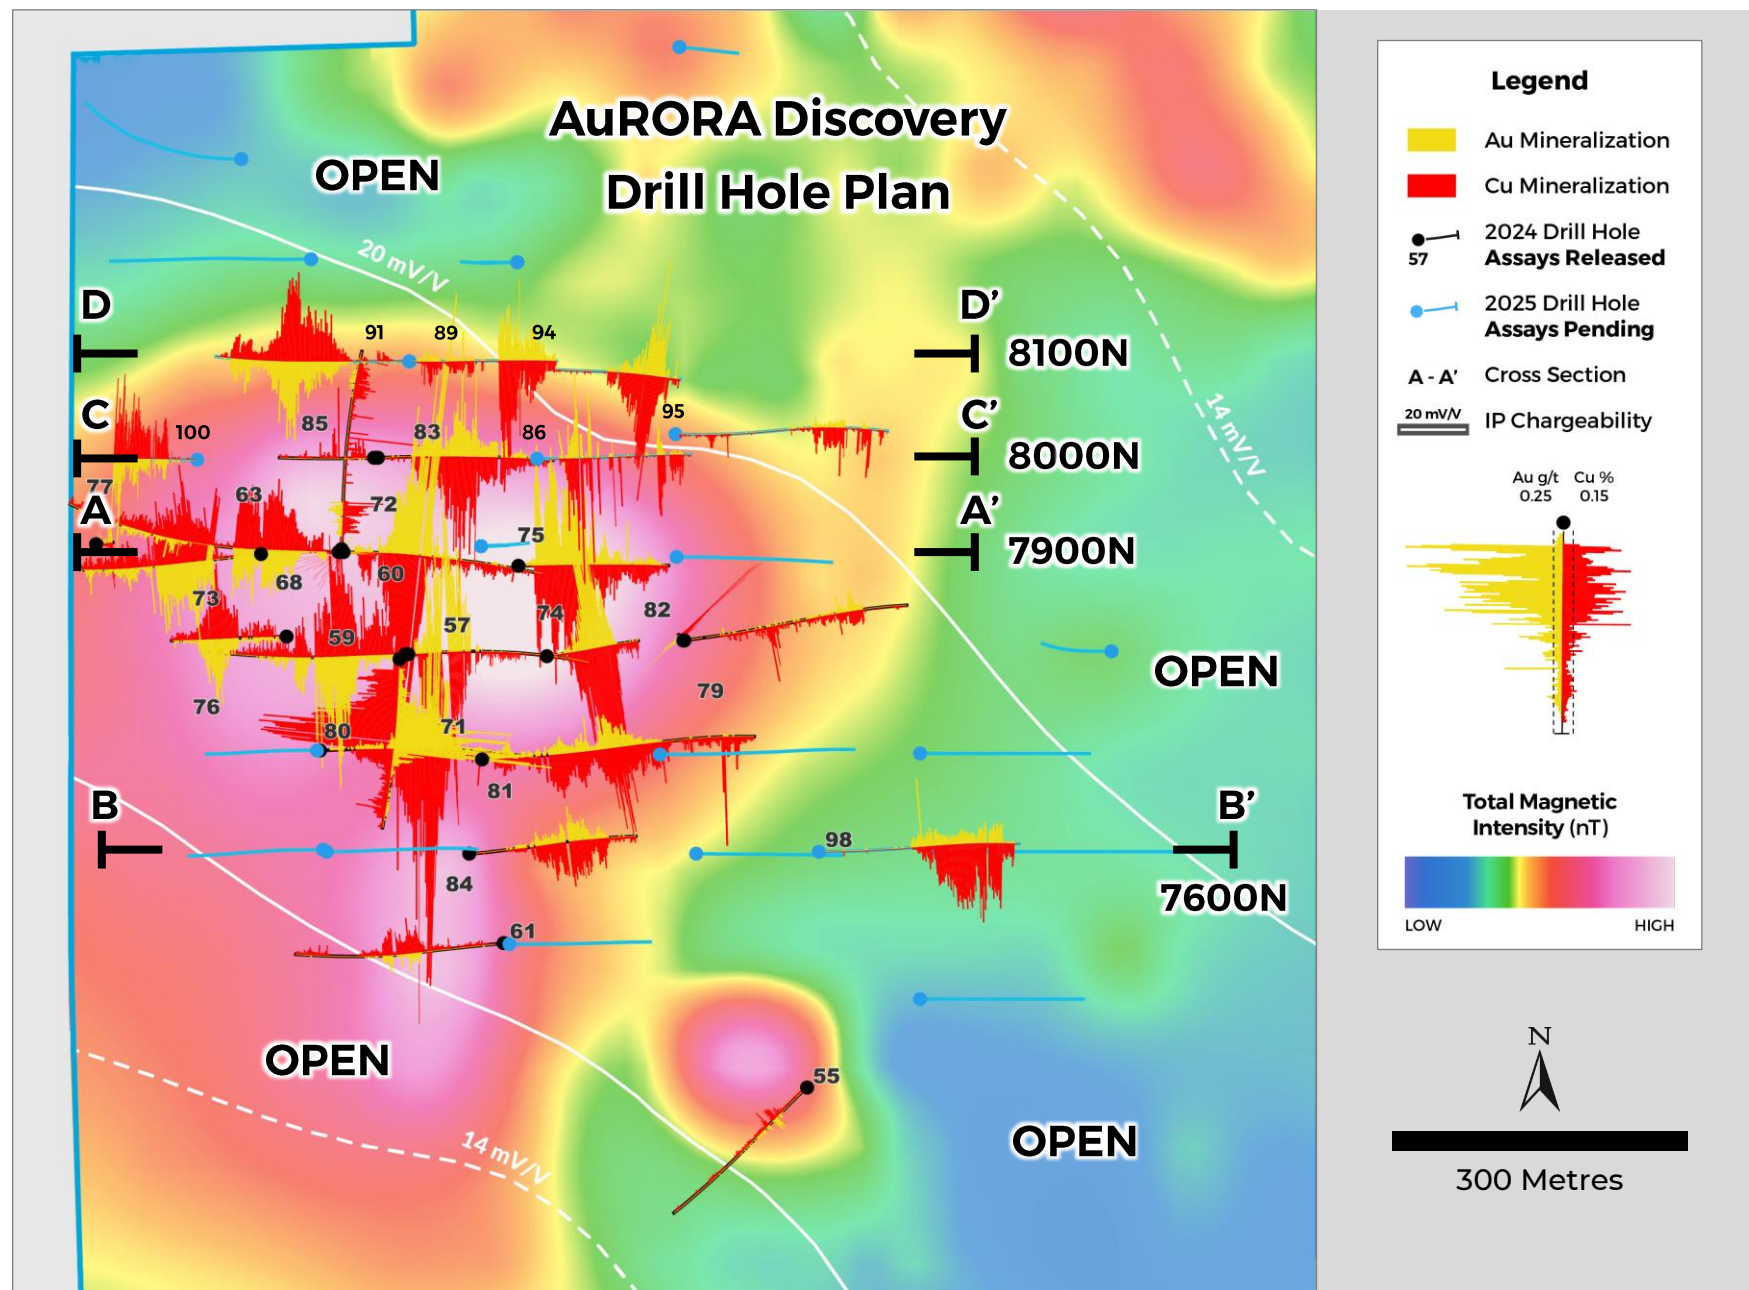 AuRORA Discovery
Drill Hole Plan
OPEN
20 mV/V
D
D’
91
89
94
8100N
C
C’
95
85
83
100
86
8000N
14 mV/V
77
63
72
A
A’
75
7900N
60
68
73
74
82
57
59
OPEN
79
76
71
80
81
B
B’
98
84
7600N
61
OPEN
55
14 mV/V
OPEN
Legend
Au Mineralization
Cu Mineralization
57
2024 Drill Hole
Assays Released
2025 Drill Hole
Assays Pending
A - A’ Cross Section
20 mV/V IP Chargeability
Au g/t Cu %
0.25 0.15
Total Magnetic
Intensity (nT)
LOW HIGH
N
300 Metres